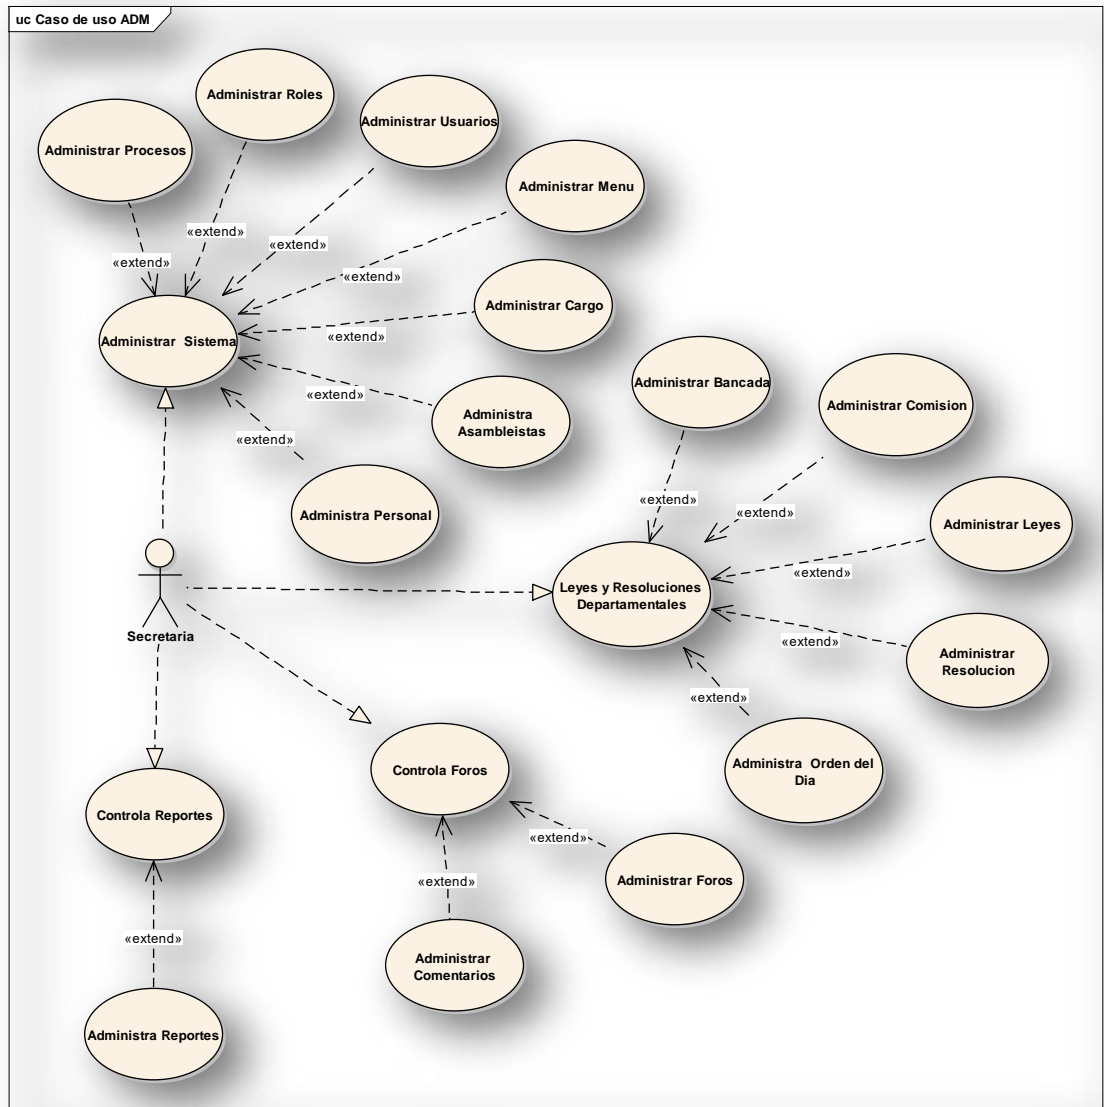 uc Caso de uso ADM
Administrar Roles
Administrar Usuarios
Administrar Procesos
Administrar Menu
«extend»
«extend»
«extend»
«extend»
Administrar Cargo
«extend»
Administrar  Sistema
Administrar Bancada
«extend»
Administrar Comision
Administra
Asambleistas
«extend»
Administra Personal
«extend»
«extend»
Administrar Leyes
«extend»
Leyes y Resoluciones
Departamentales
Secretaria
«extend»
Administrar
Resolucion
«extend»
Administra  Orden del
Dia
Controla Foros
Controla Reportes
«extend»
Administrar Foros
«extend»
«extend»
Administrar
Comentarios
Administra Reportes